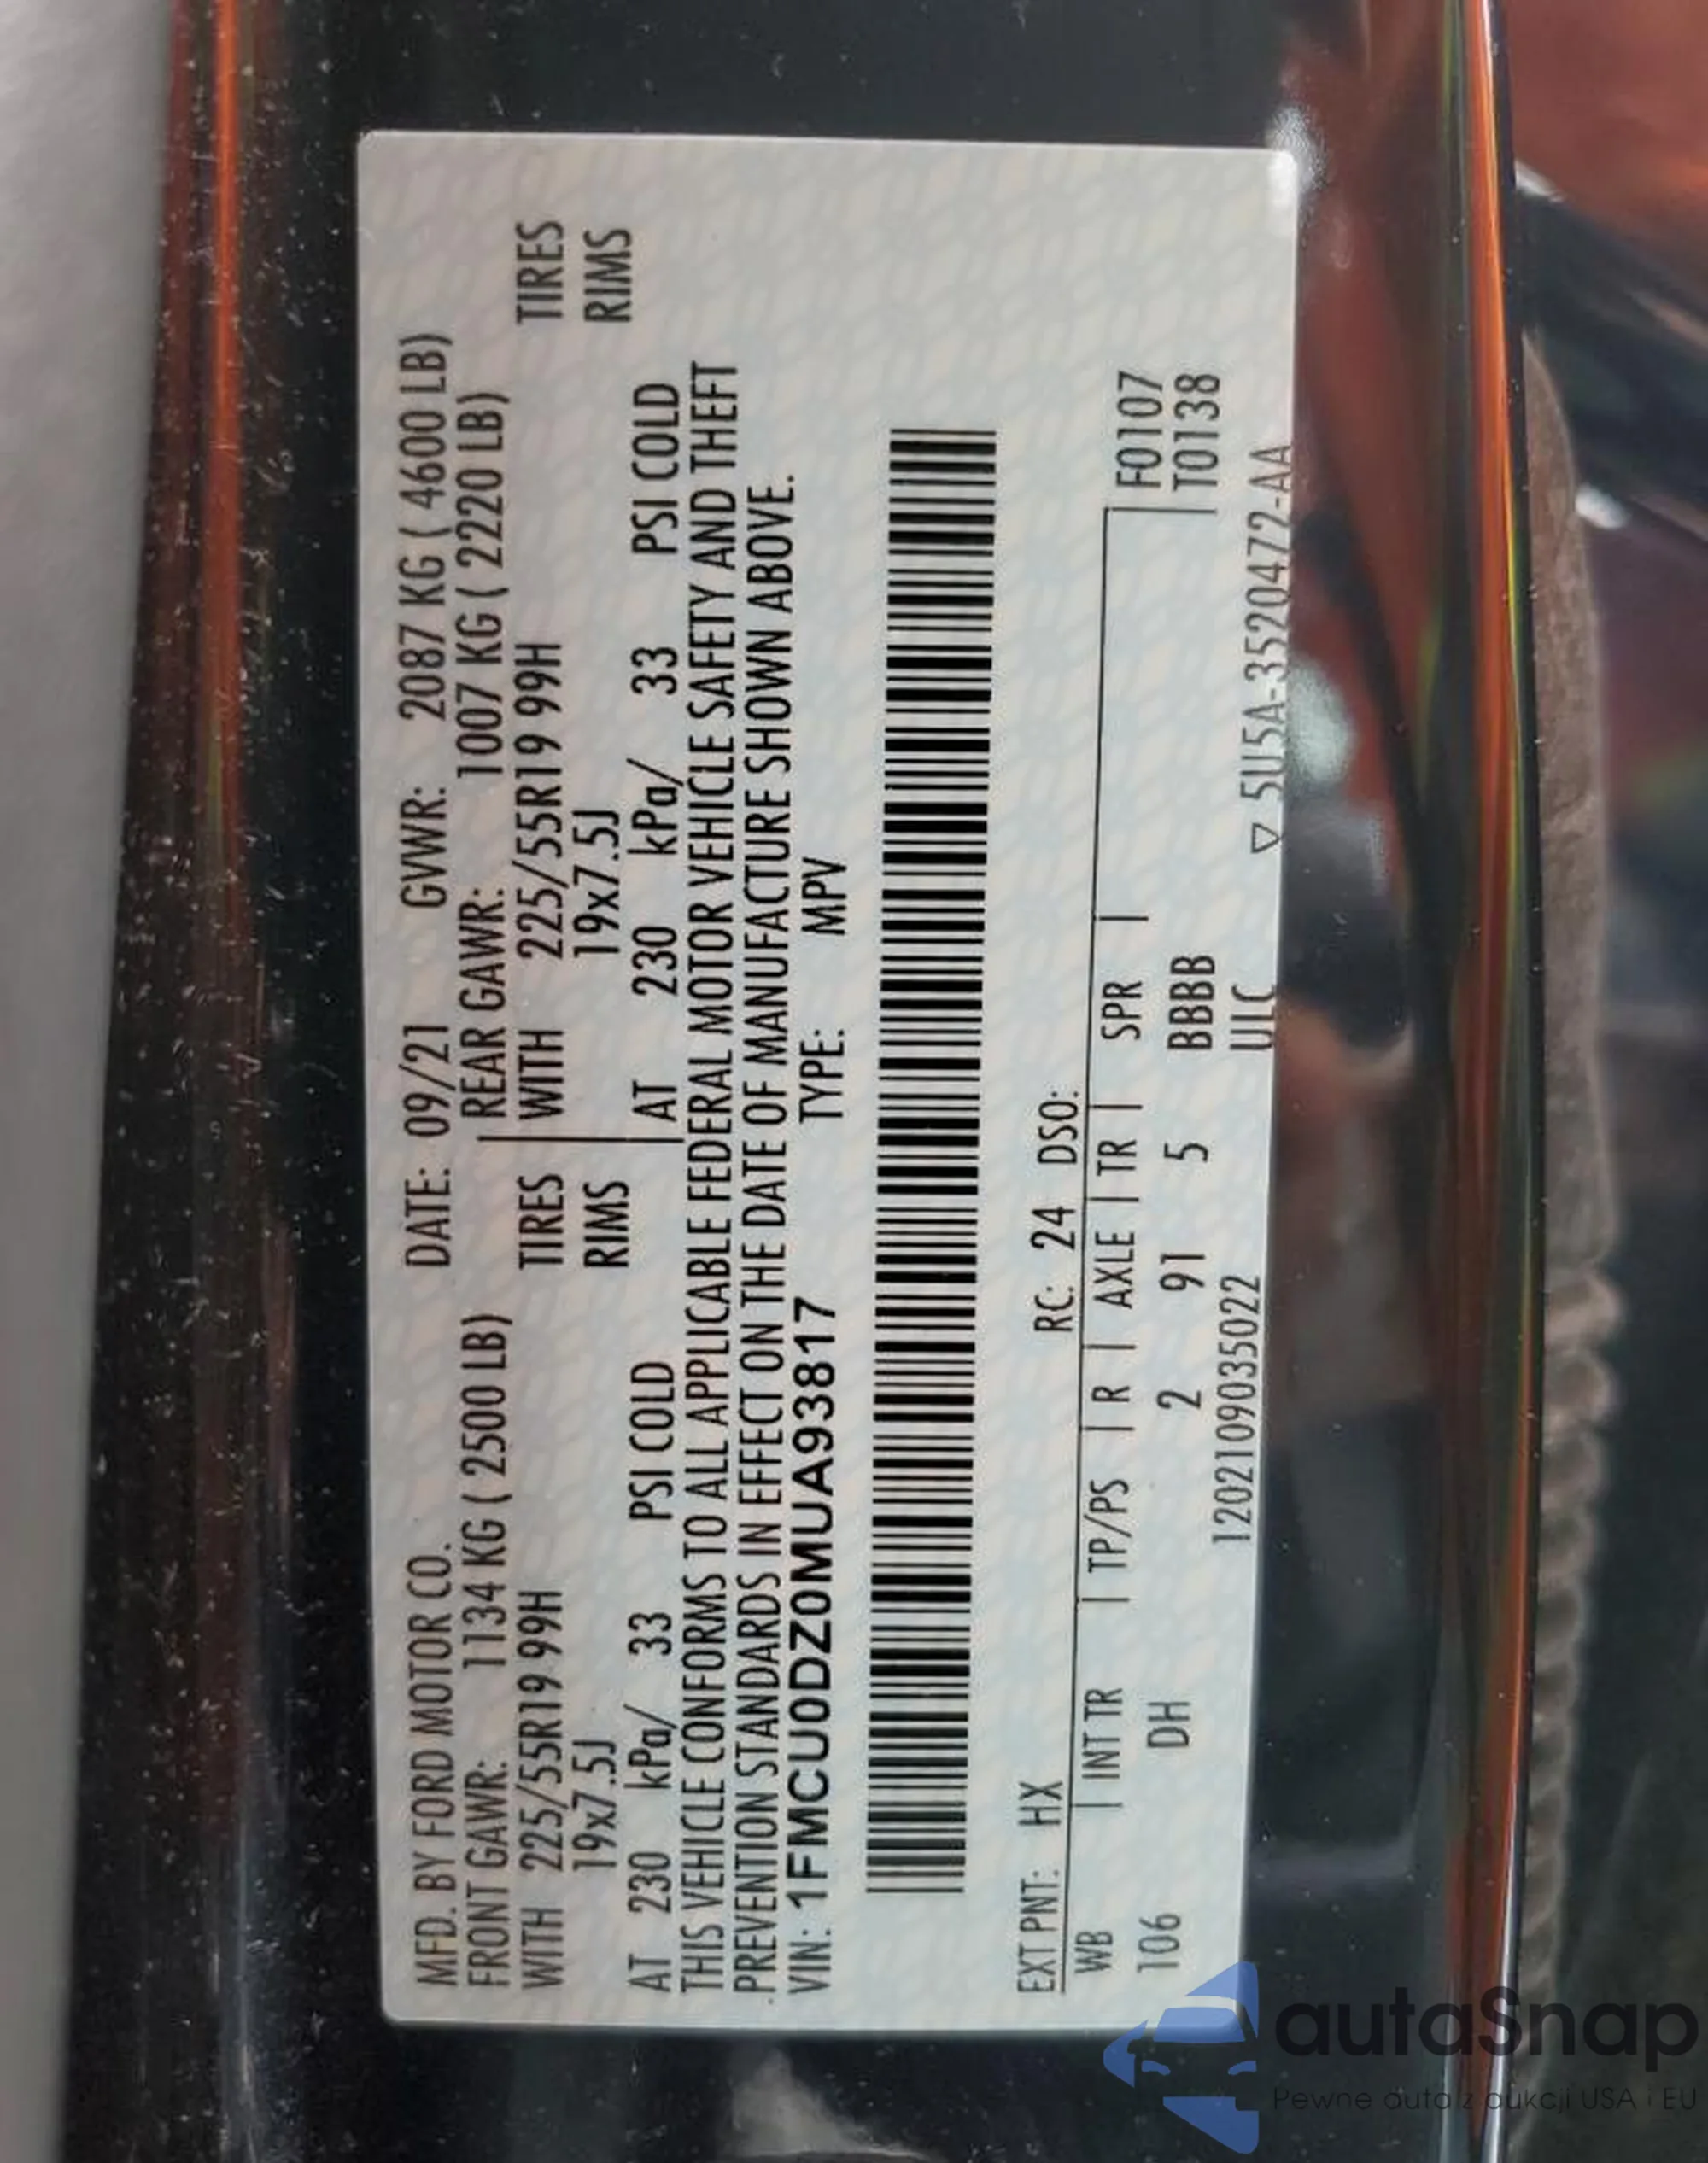 MFD. BY FORD MOTOR CO. DATE: 09/21 GVWR: 2087 KG ( 4600 LB)
FRONT GAWR: 1134 KG ( 2500 LB) REAR GAWR: 1007 KG ( 2220 LB)
WITH 225/55R19 99H TIRES WITH 225/55R19 99H TIRES
19x7.5J RIMS 19x7.5J RIMS
AT 230 kPa/ 33 PSI COLD AT 230 kPa/ 33 PSI COLD
THIS VEHICLE CONFORMS TO ALL APPLICABLE FEDERAL MOTOR VEHICLE SAFETY AND THEFT
PREVENTION STANDARDS IN EFFECT ON THE DATE OF MANUFACTURE SHOWN ABOVE.
VIN: 1FMCU0DZ0MUA93817 TYPE: MPV
EXT PNT: HX RC: 24 DSO:
WB | INT TR | TP/PS | R | AXLE | TR | SPR | F0107
106 DH 2 91 5 BBBB T0138
1202109035022 ULC ▽ 5U5A-3520472-AA
autaSnap
Pewne auta z aukcji USA i EU